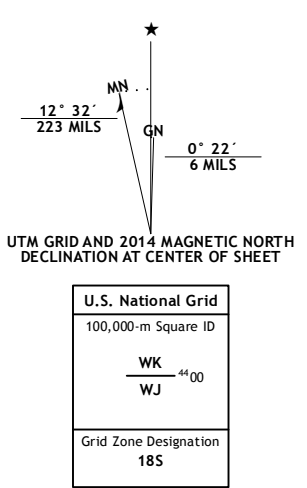 ★
MN
GN
12° 32´
223 MILS
0° 22´
6 MILS
UTM GRID AND 2014 MAGNETIC NORTH
DECLINATION AT CENTER OF SHEET
U.S. National Grid
100,000-m Square ID
WK
4400
WJ
Grid Zone Designation
18S